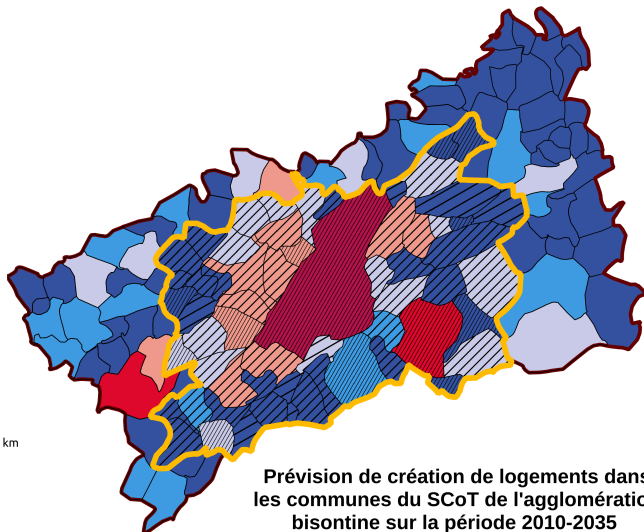 km
Prévision de création de logements dans
les communes du SCoT de l'agglomératio
bisontine sur la période 2010-2035